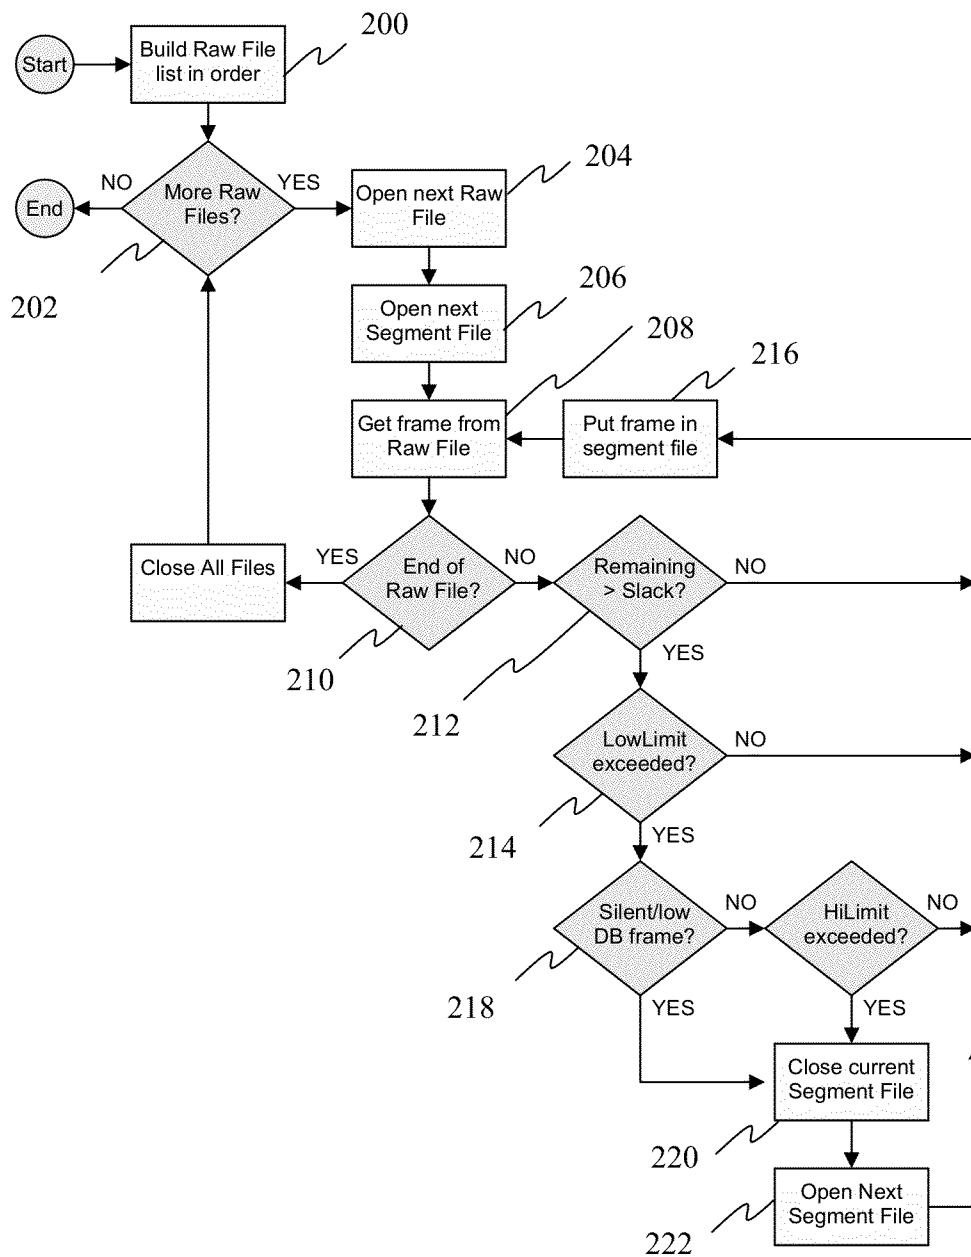 200
Start
Build Raw File
list in order
NO
YES
204
End
More Raw
Files?
Open next Raw
File
202
206
Open next
Segment File
208
216
Get frame from
Raw File
Put frame in
segment file
Close All Files
YES
End of
Raw File?
NO
Remaining
> Slack?
NO
210
YES
212
LowLimit
exceeded?
NO
214
YES
Silent/low
DB frame?
NO
HiLimit
exceeded?
NO
218
YES
YES
Close current
Segment File
220
Open Next
Segment File
222